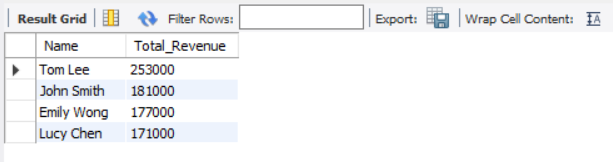 Result Grid Filter Rows: Export: Wrap Cell Content:
Name Total_Revenue
Tom Lee 253000
John Smith 181000
Emily Wong 177000
Lucy Chen 171000